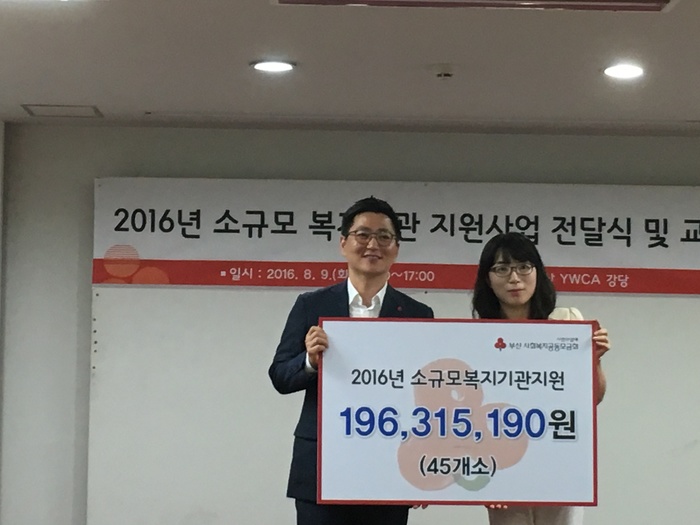 2016년 소규모 복지 관 지원사업 전달식 및 교
일시 : 2016. 8. 9.(화 ~17:00 YWCA 강당
부산 사회복지공동모금회
2016년 소규모복지기관지원
196,315,190원
(45개소)